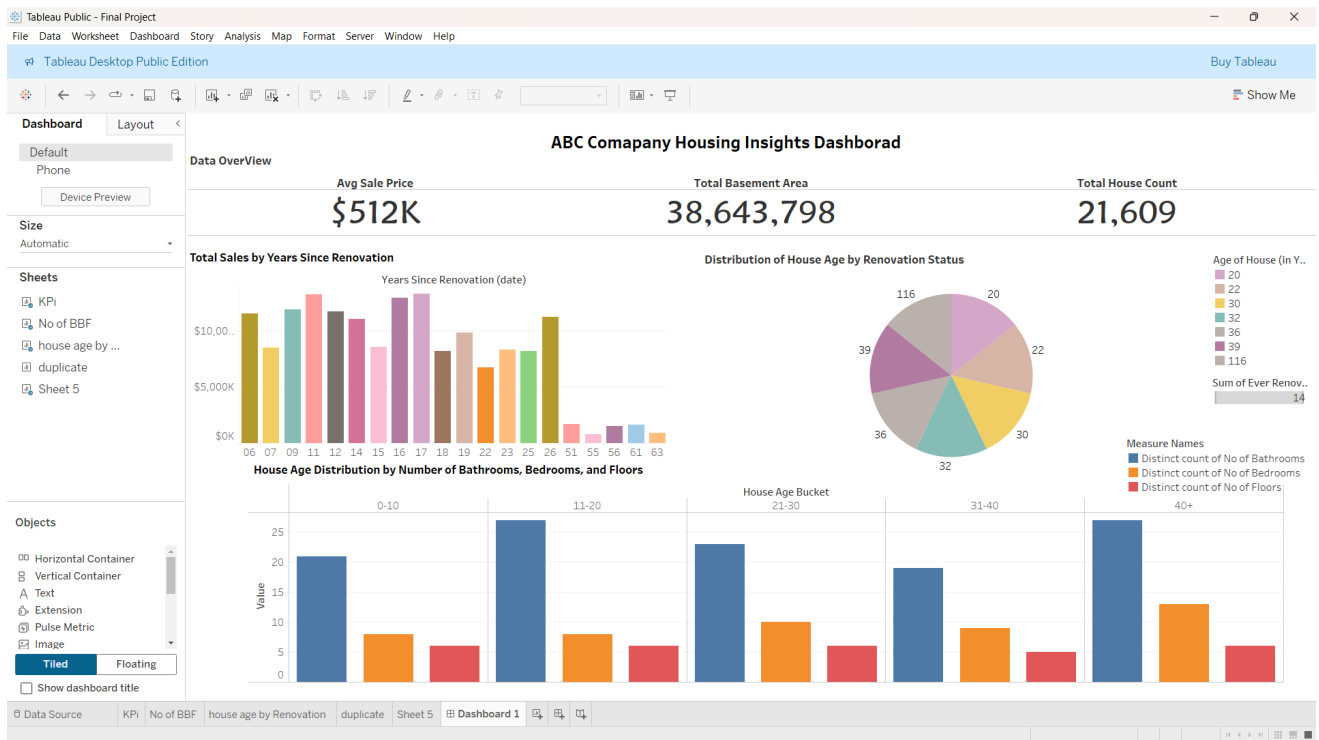 Tableau Public - Final Project
File Data Worksheet Dashboard Story Analysis Map Format Server Window Help
Tableau Desktop Public Edition
Buy Tableau
Show Me
Dashboard
Layout
Default
Phone
Device Preview
Size
Automatic
Sheets
KPi
No of BBF
house age by ...
duplicate
Sheet 5
Objects
Horizontal Container
Vertical Container
Text
Extension
Pulse Metric
Image
Tiled
Floating
Show dashboard title
ABC Comapany Housing Insights Dashborad
Data OverView
Avg Sale Price
$512K
Total Basement Area
38,643,798
Total House Count
21,609
Total Sales by Years Since Renovation
Years Since Renovation (date)
$10,00..
$5,000K
$0K
06 07 09 11 12 14 15 16 17 18 19 22 23 25 26 51 55 56 61 63
Distribution of House Age by Renovation Status
116
20
39
22
36
30
32
Age of House (in Y..
20
22
30
32
36
39
116
Sum of Ever Renov..
14
Measure Names
Distinct count of No of Bathrooms
Distinct count of No of Bedrooms
Distinct count of No of Floors
House Age Distribution by Number of Bathrooms, Bedrooms, and Floors
House Age Bucket
0-10 11-20 21-30 31-40 40+
Value
25
20
15
10
5
0
Data Source KPi No of BBF house age by Renovation duplicate Sheet 5 Dashboard 1